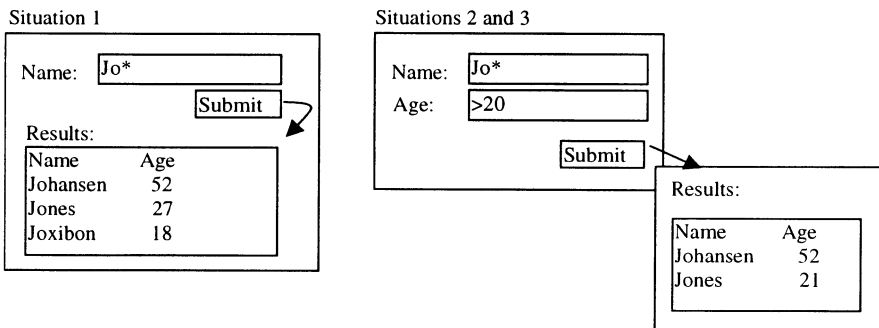 Situation 1
Name: Jo*
Submit
Results:
Name Age
Johansen 52
Jones 27
Joxibon 18
Situations 2 and 3
Name: Jo*
Age: >20
Submit
Results:
Name Age
Johansen 52
Jones 21